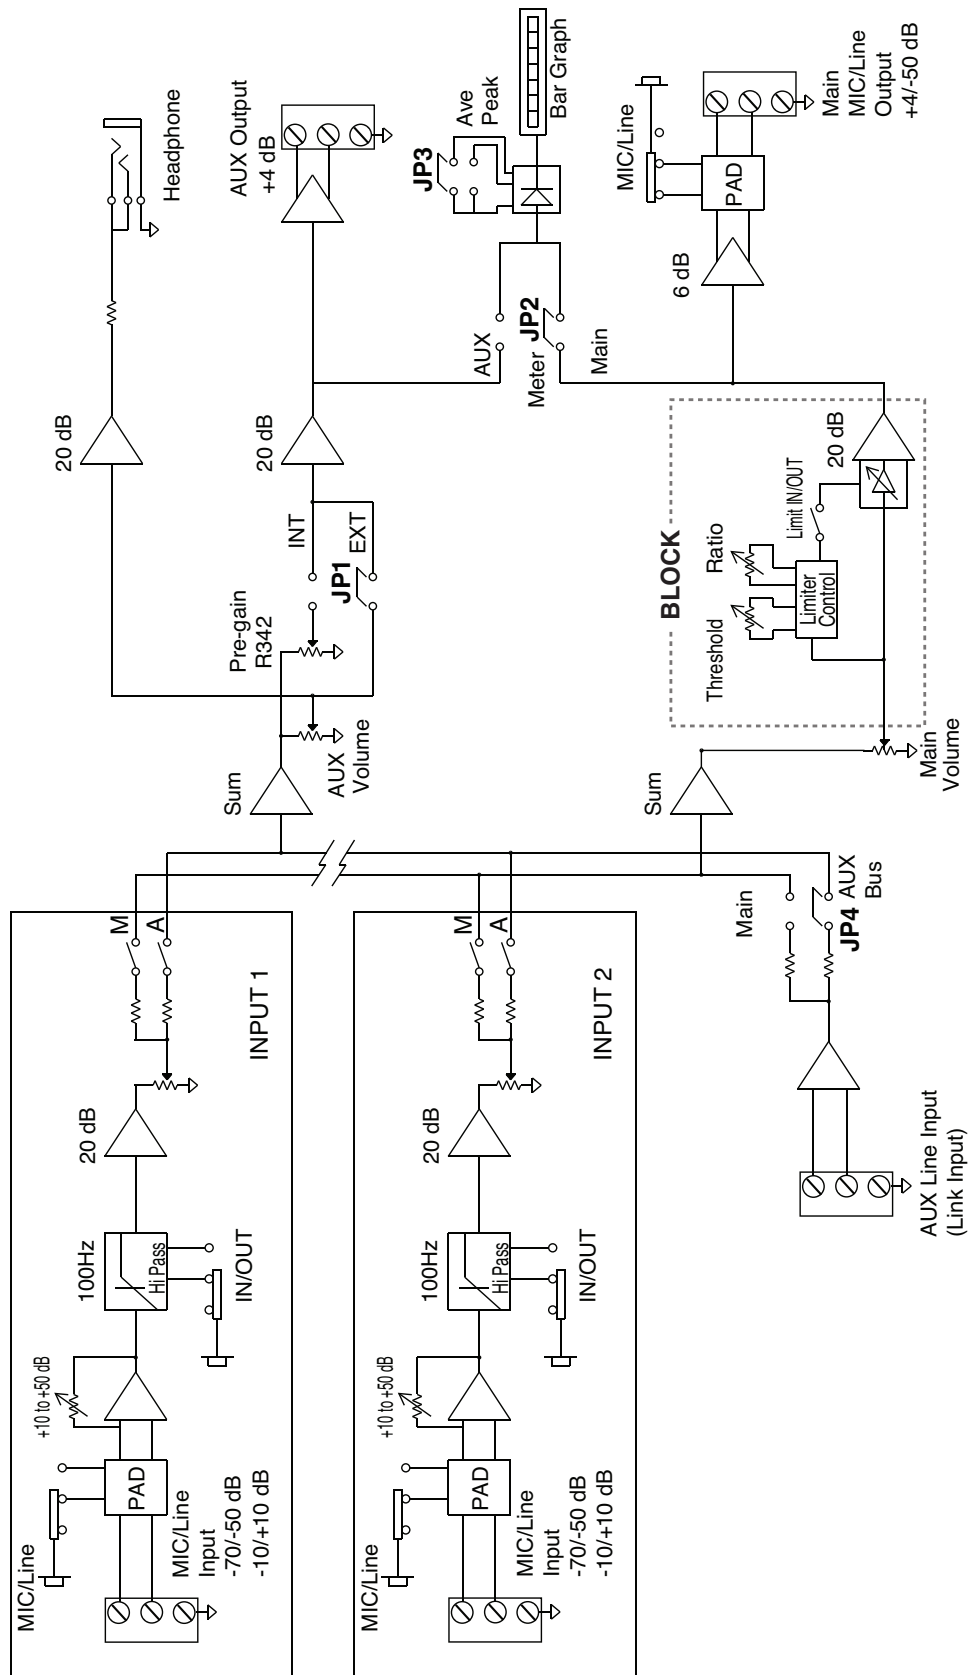 MIC/Line
MIC/Line
Input
-70/-50 dB
-10/+10 dB
PAD
+10 to +50 dB
100Hz
Hi Pass
IN/OUT
20 dB
M
A
INPUT 1
MIC/Line
MIC/Line
Input
-70/-50 dB
-10/+10 dB
PAD
+10 to +50 dB
100Hz
Hi Pass
IN/OUT
20 dB
M
A
INPUT 2
AUX Line Input
(Link Input)
Main
JP4
AUX
Bus
Sum
AUX
Volume
Pre-gain
R342
INT
JP1
EXT
20 dB
Headphone
20 dB
AUX Output
+4 dB
Sum
Main
Volume
BLOCK
Threshold
Ratio
Limiter
Control
Limit IN/OUT
20 dB
AUX
Meter
JP2
Main
JP3
Ave
Peak
Bar Graph
6 dB
MIC/Line
PAD
Main
MIC/Line
Output
+4/-50 dB